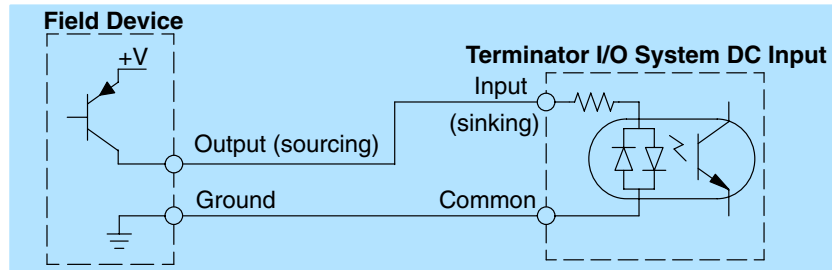 Field Device
+V
Terminator I/O System DC Input
Input
(sinking)
Output (sourcing)
Ground
Common